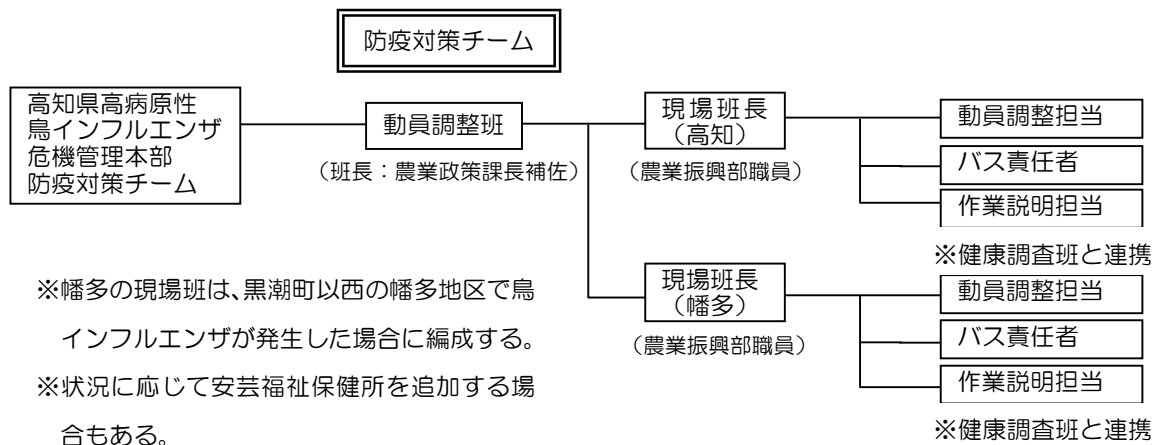 防疫対策チーム
高知県高病原性
鳥インフルエンザ
危機管理本部
防疫対策チーム
動員調整班
（班長：農業政策課長補佐）
現場班長
（高知）
（農業振興部職員）
動員調整担当
バス責任者
作業説明担当
※健康調査班と連携
現場班長
（幡多）
（農業振興部職員）
動員調整担当
バス責任者
作業説明担当
※健康調査班と連携
※幡多の現場班は、黒潮町以西の幡多地区で鳥
インフルエンザが発生した場合に編成する。
※状況に応じて安芸福祉保健所を追加する場
合もある。